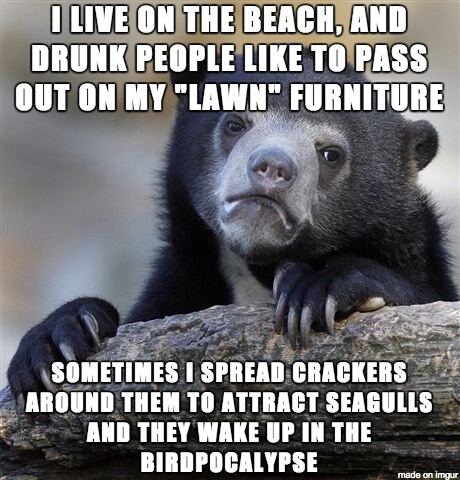 I LIVE ON THE BEACH, AND
DRUNK PEOPLE LIKE TO PASS
OUT ON MY "LAWN" FURNITURE
SOMETIMES I SPREAD CRACKERS
AROUND THEM TO ATTRACT SEAGULLS
AND THEY WAKE UP IN THE
BIRDPOCALYPSE
made on imgur